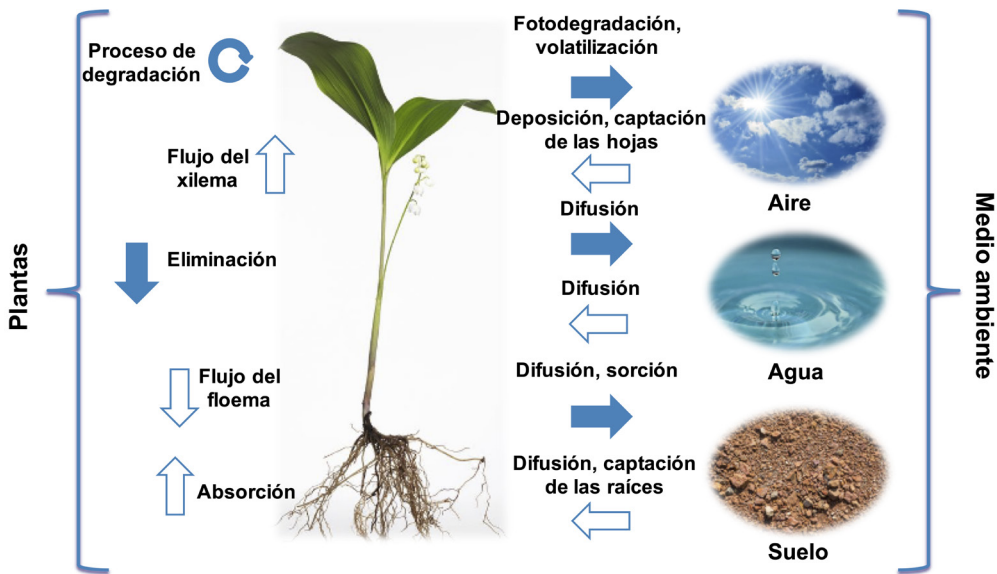 Plantas
Proceso de
degradación
Flujo del
xilema
Eliminación
Flujo del
floema
Absorción
Fotodegradación,
volatilización
Deposición, captación
de las hojas
Difusión
Difusión
Difusión, sorción
Difusión, captación
de las raíces
Aire
Agua
Suelo
Medio ambiente